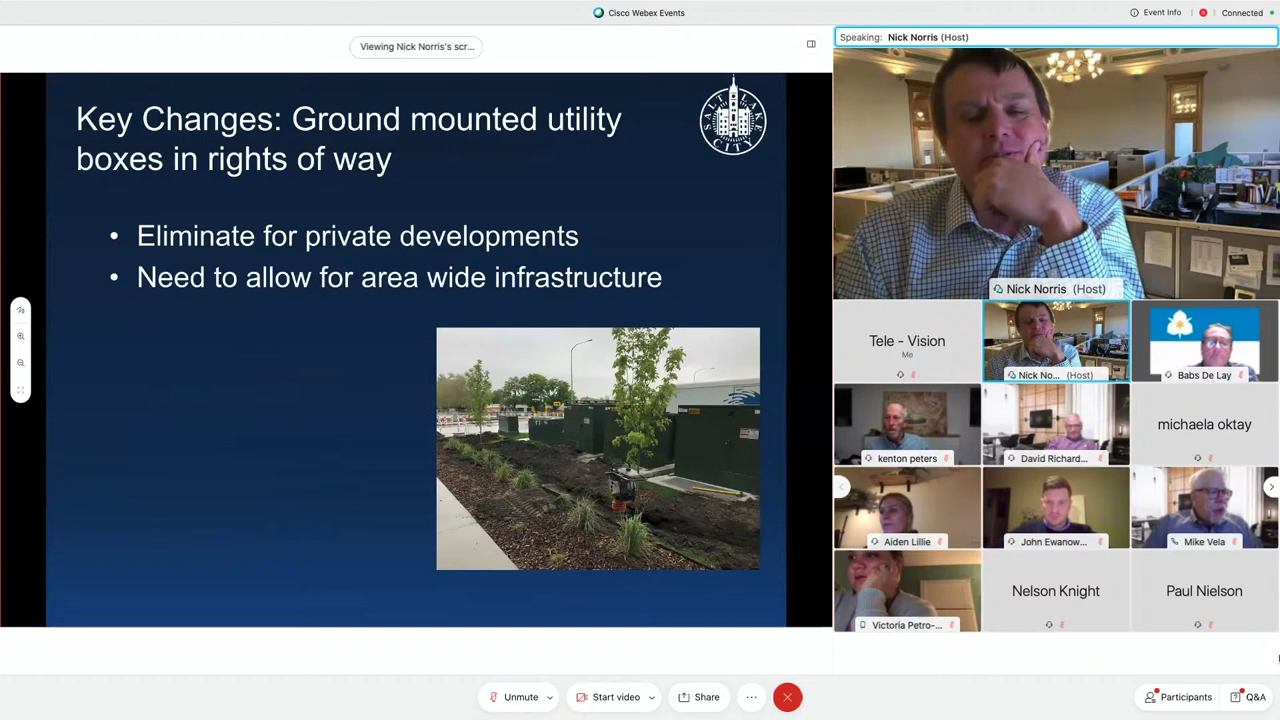 Cisco Webex Events
Event Info
Connected
Viewing Nick Norris's scr...
Speaking: Nick Norris (Host)
Key Changes: Ground mounted utility
boxes in rights of way
SALT LAKE CITY
• Eliminate for private developments
• Need to allow for area wide infrastructure
Nick Norris (Host)
Tele - Vision
Me
Nick No... (Host)
Babs De Lay
kenton peters
David Richard...
michaela oktay
Aiden Lillie
John Ewanow...
Mike Vela
Victoria Petro-...
Nelson Knight
Paul Nielson
Unmute
Start video
Share
Participants
Q&A